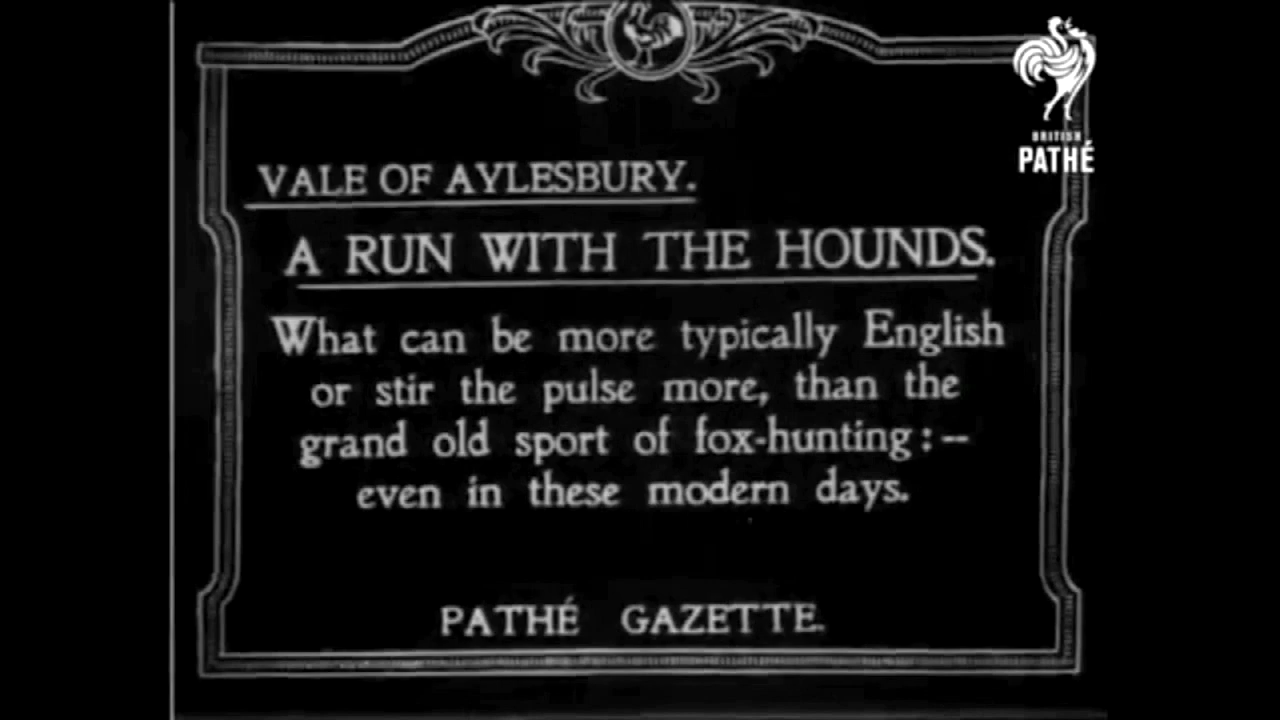 BRITISH
PATHÉ
VALE OF AYLESBURY.
A RUN WITH THE HOUNDS.
What can be more typically English
or stir the pulse more, than the
grand old sport of fox-hunting:--
even in these modern days.
PATHÉ GAZETTE.